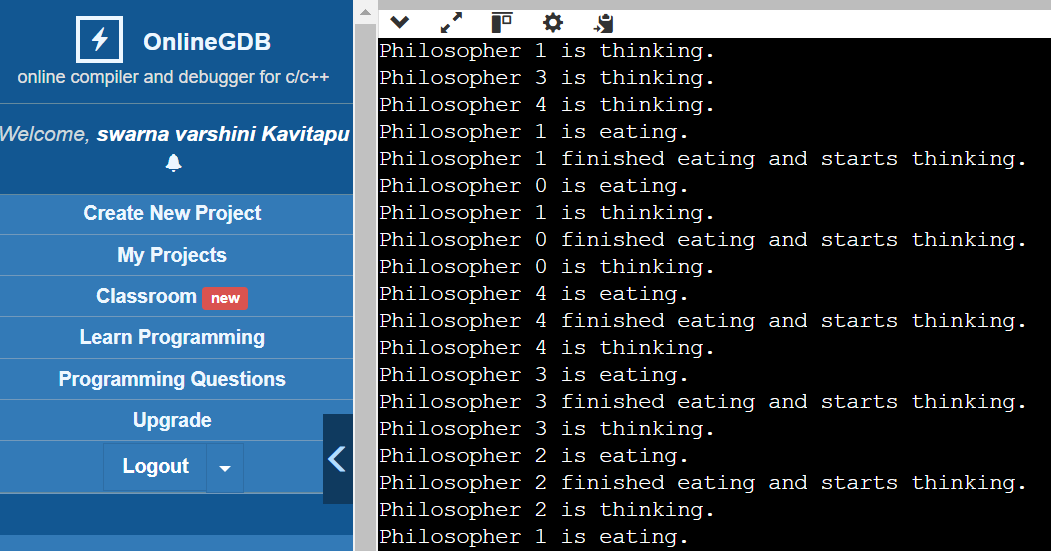 OnlineGDB
online compiler and debugger for c/c++
Welcome, swarna varshini Kavitapu
Create New Project
My Projects
Classroom new
Learn Programming
Programming Questions
Upgrade
Logout
Philosopher 1 is thinking.
Philosopher 3 is thinking.
Philosopher 4 is thinking.
Philosopher 1 is eating.
Philosopher 1 finished eating and starts thinking.
Philosopher 0 is eating.
Philosopher 1 is thinking.
Philosopher 0 finished eating and starts thinking.
Philosopher 0 is thinking.
Philosopher 4 is eating.
Philosopher 4 finished eating and starts thinking.
Philosopher 4 is thinking.
Philosopher 3 is eating.
Philosopher 3 finished eating and starts thinking.
Philosopher 3 is thinking.
Philosopher 2 is eating.
Philosopher 2 finished eating and starts thinking.
Philosopher 2 is thinking.
Philosopher 1 is eating.